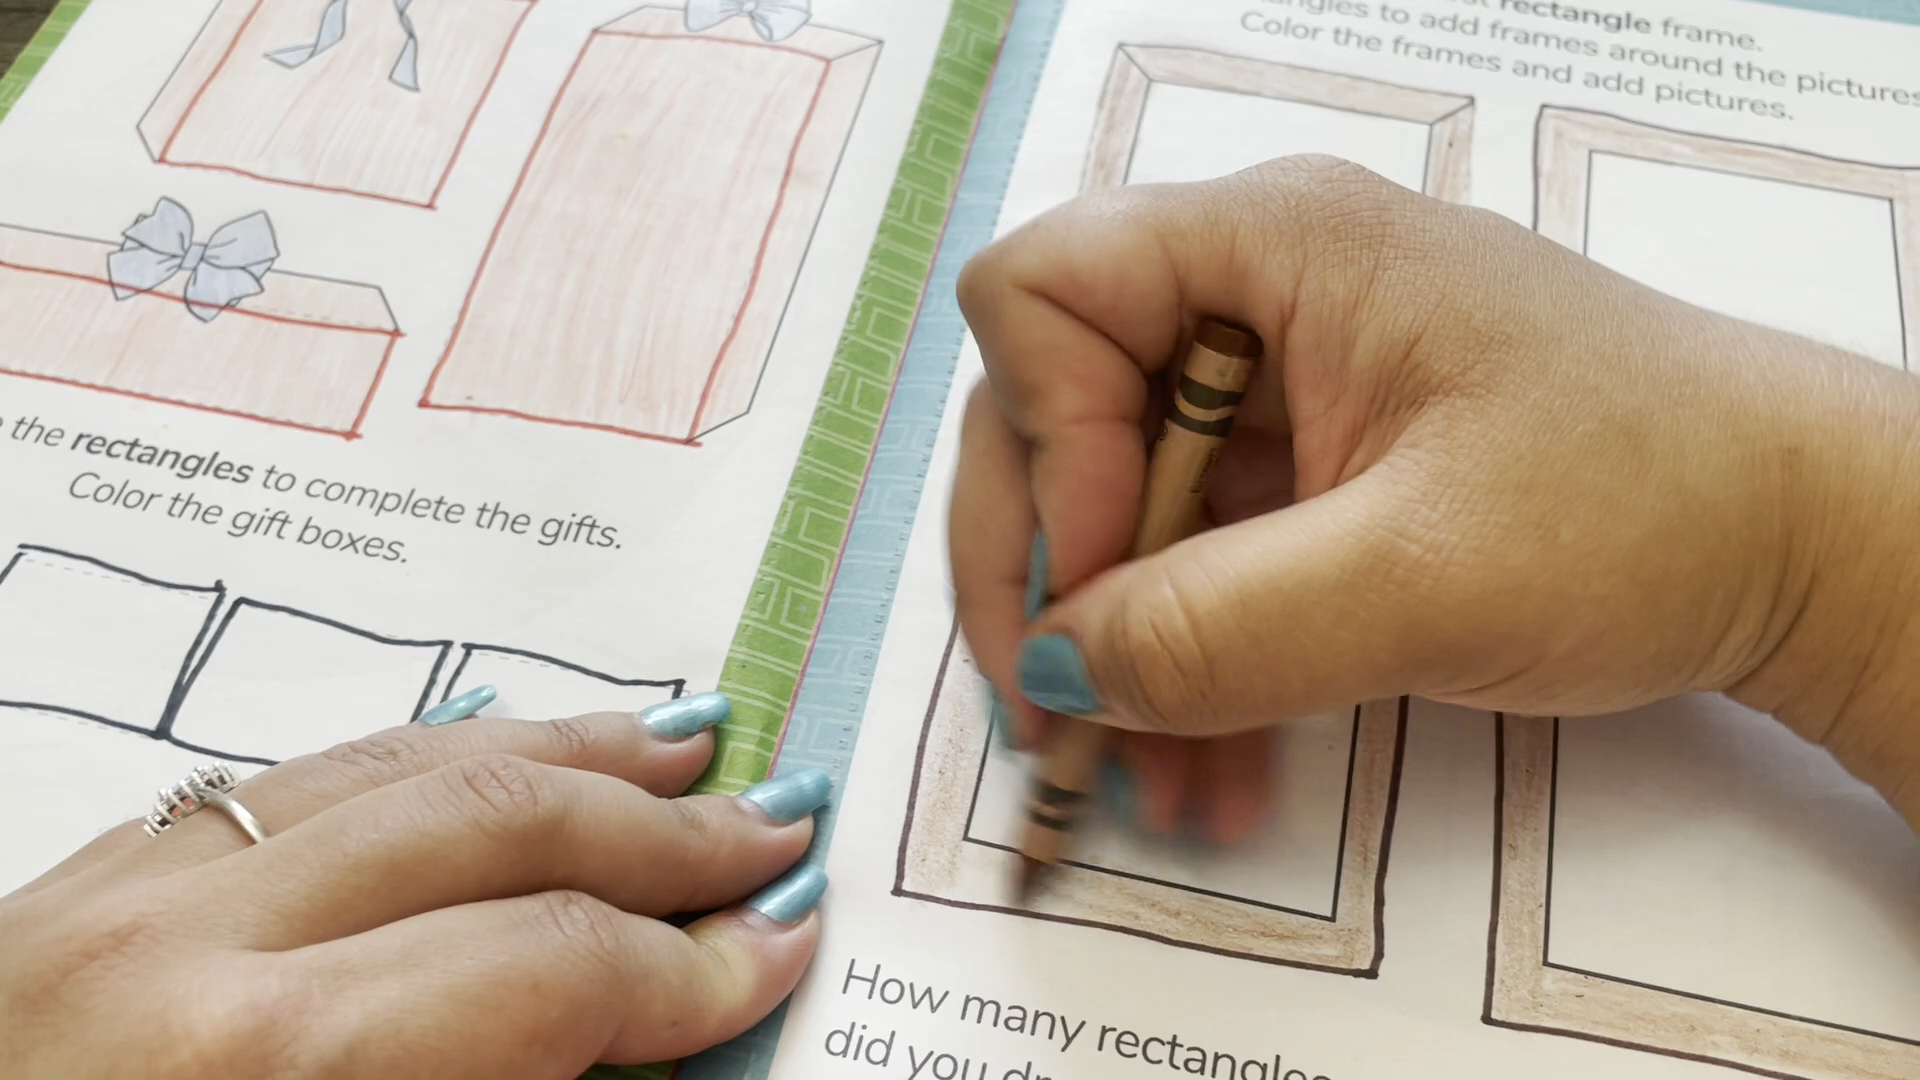 the rectangles to complete the gifts.
Color the gift boxes.
rectangle frame.
to add frames around the pictures
Color the frames and add pictures.
How many rectangles
did you